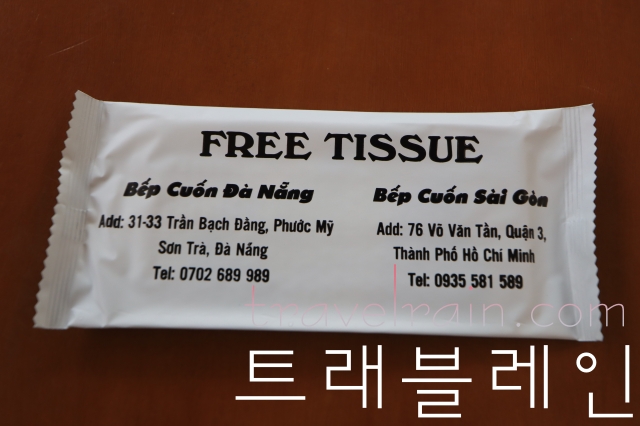 FREE TISSUE
Bếp Cuốn Đà Nẵng
Add: 31-33 Trần Bạch Đằng, Phước Mỹ
Sơn Trà, Đà Nẵng
Tel: 0702 689 989
Bếp Cuốn Sài Gòn
Add: 76 Võ Văn Tần, Quận 3,
Thành Phố Hồ Chí Minh
Tel: 0935 581 589
travelrain.com
트래블레인